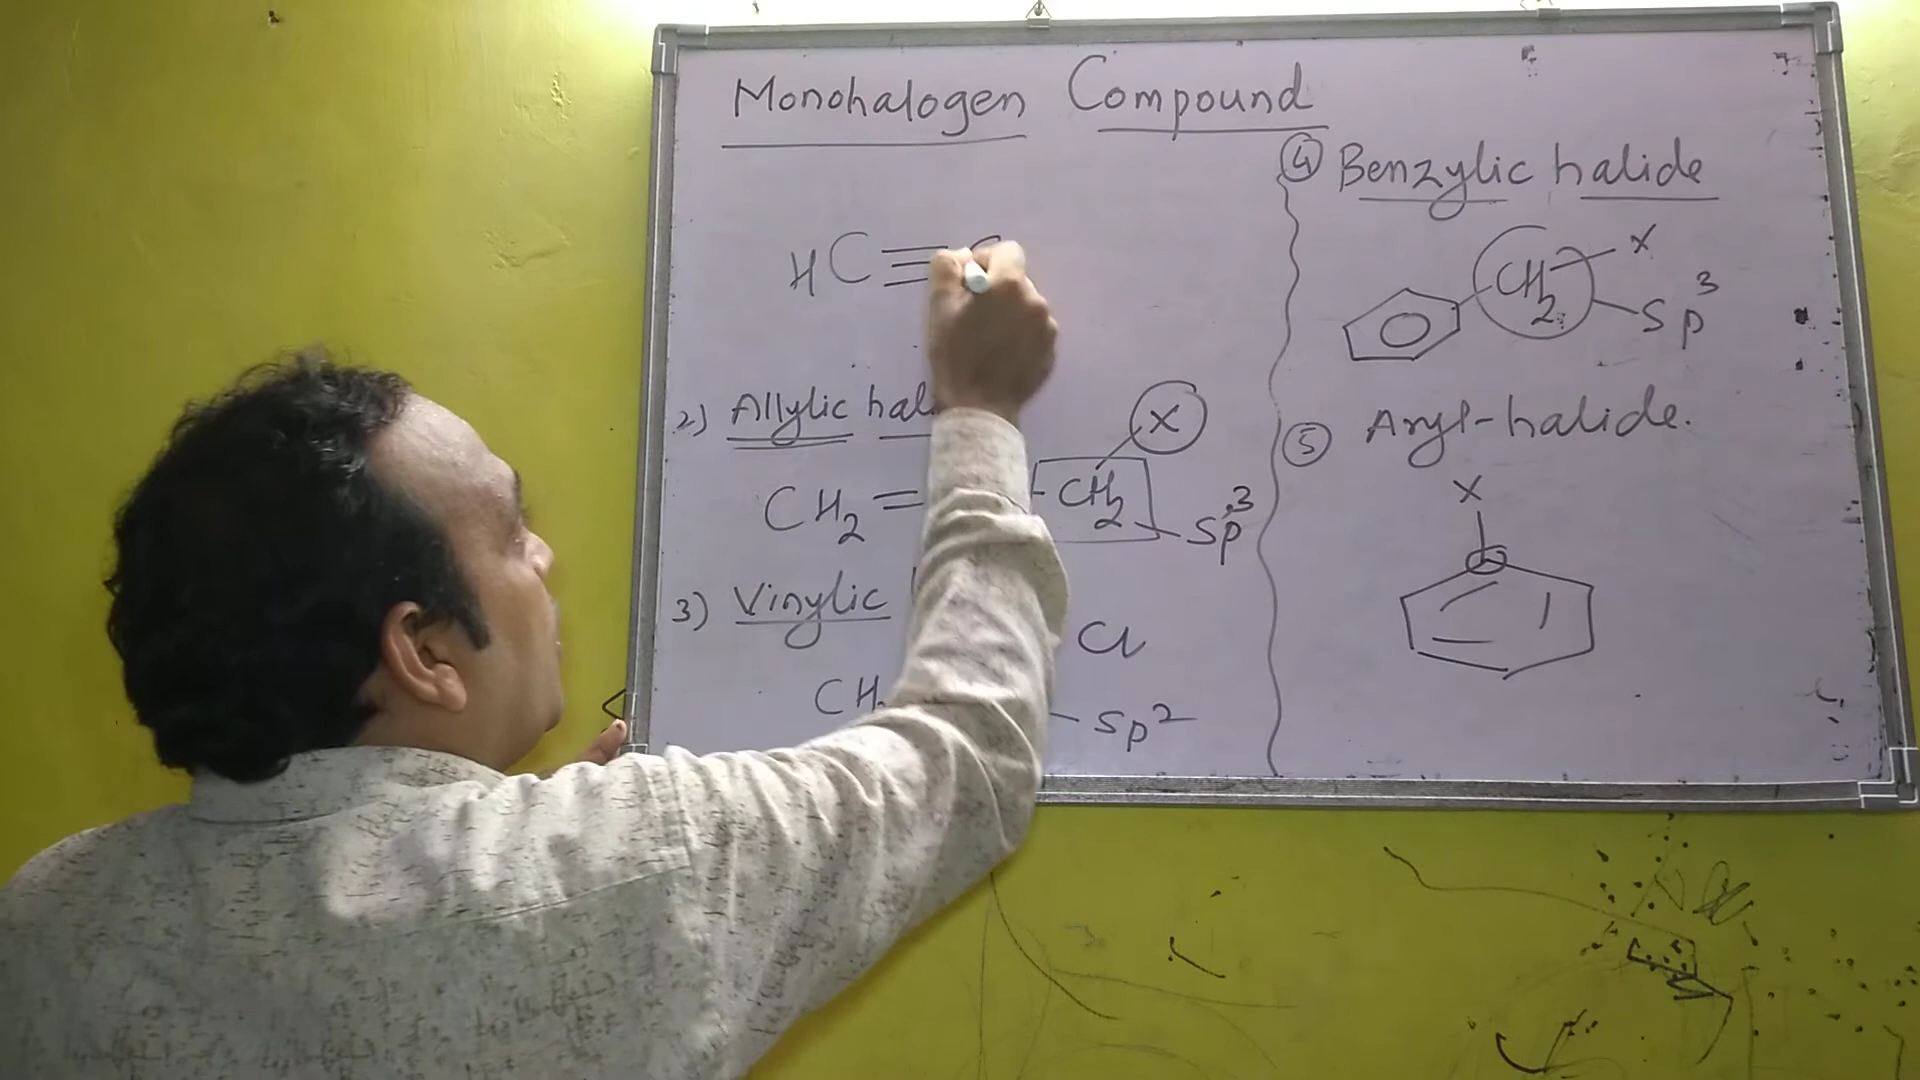 Monohalogen Compound
HC≡C
2) Allylic hal
CH2 = -CH2 X
sp3
3) Vinylic
Cl
CH
sp2
④ Benzylic halide
CH2 X
Sp3
⑤ Aryl-halide.
X